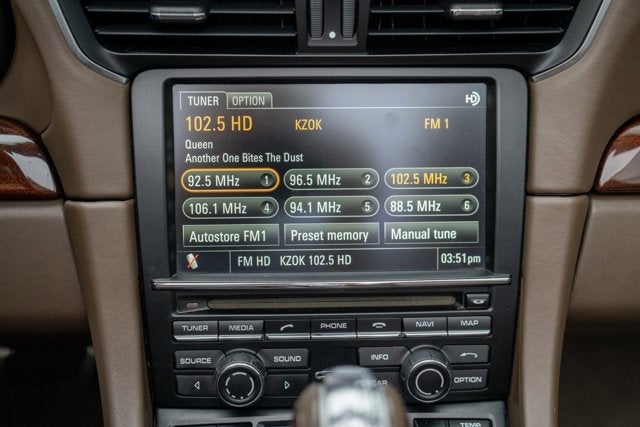 TUNER OPTION HD
102.5 HD KZOK FM 1
Queen
Another One Bites The Dust
92.5 MHz 1 96.5 MHz 2 102.5 MHz 3
106.1 MHz 4 94.1 MHz 5 88.5 MHz 6
Autostore FM1 Preset memory Manual tune
FM HD KZOK 102.5 HD 03:51pm
TUNER MEDIA PHONE NAVI MAP
SOURCE SOUND INFO
CAR OPTION
TEMP